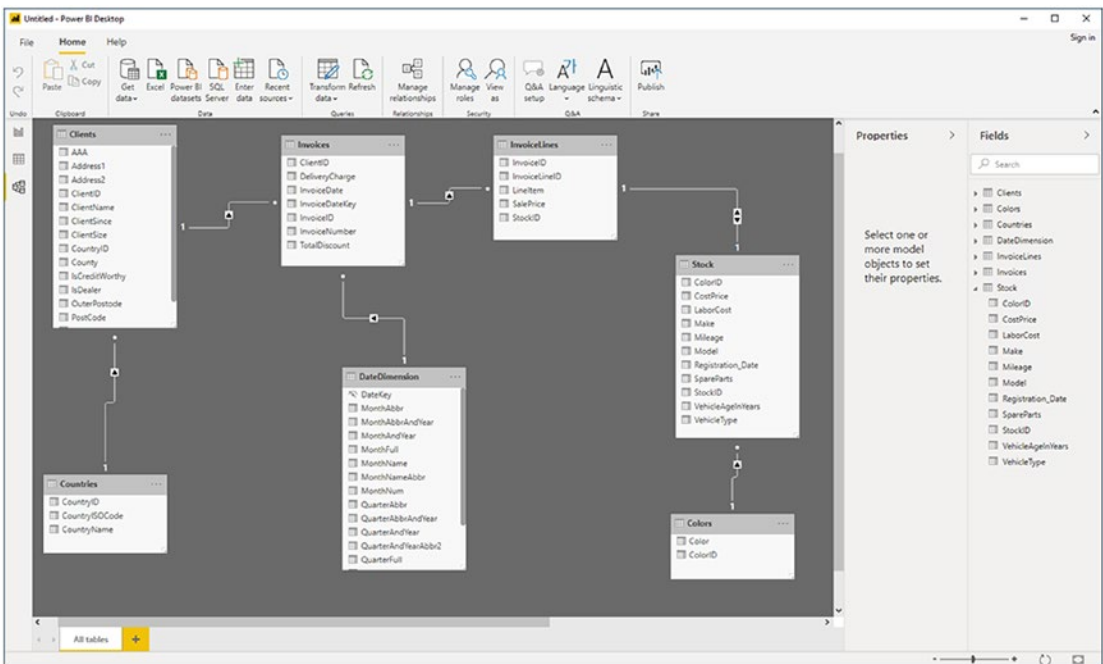 Untitled - Power BI Desktop
Sign in
File Home Help
Paste
Cut
Copy
Get data
Excel
Power BI datasets
SQL Server
Enter data
Recent sources
Transform data
Refresh
Manage relationships
Manage roles
View as
Q&A setup
Language
Linguistic schema
Publish
Undo Clipboard Data Queries Relationships Security Q&A Share
Clients
AAA
Address1
Address2
ClientID
ClientName
ClientSince
ClientSize
CountryID
County
IsCreditWorthy
IsDealer
OuterPostode
PostCode
1
Invoices
ClientID
DeliveryCharge
InvoiceDate
InvoiceDateKey
InvoiceID
InvoiceNumber
TotalDiscount
1
InvoiceLines
InvoiceID
InvoiceLineID
LineItem
SalePrice
StockID
1
1
Stock
ColorID
CostPrice
LaborCost
Make
Mileage
Model
Registration_Date
SpareParts
StockID
VehicleAgeInYears
VehicleType
1
DateDimension
DateKey
MonthAbbr
MonthAbbrAndYear
MonthAndYear
MonthFull
MonthName
MonthNameAbbr
MonthNum
QuarterAbbr
QuarterAbbrAndYear
QuarterAndYear
QuarterAndYearAbbr2
QuarterFull
1
Countries
CountryID
CountryISOCode
CountryName
1
Colors
Color
ColorID
Properties
Select one or
more model
objects to set
their properties.
Fields
Search
Clients
Colors
Countries
DateDimension
InvoiceLines
Invoices
Stock
ColorID
CostPrice
LaborCost
Make
Mileage
Model
Registration_Date
SpareParts
StockID
VehicleAgeInYears
VehicleType
All tables